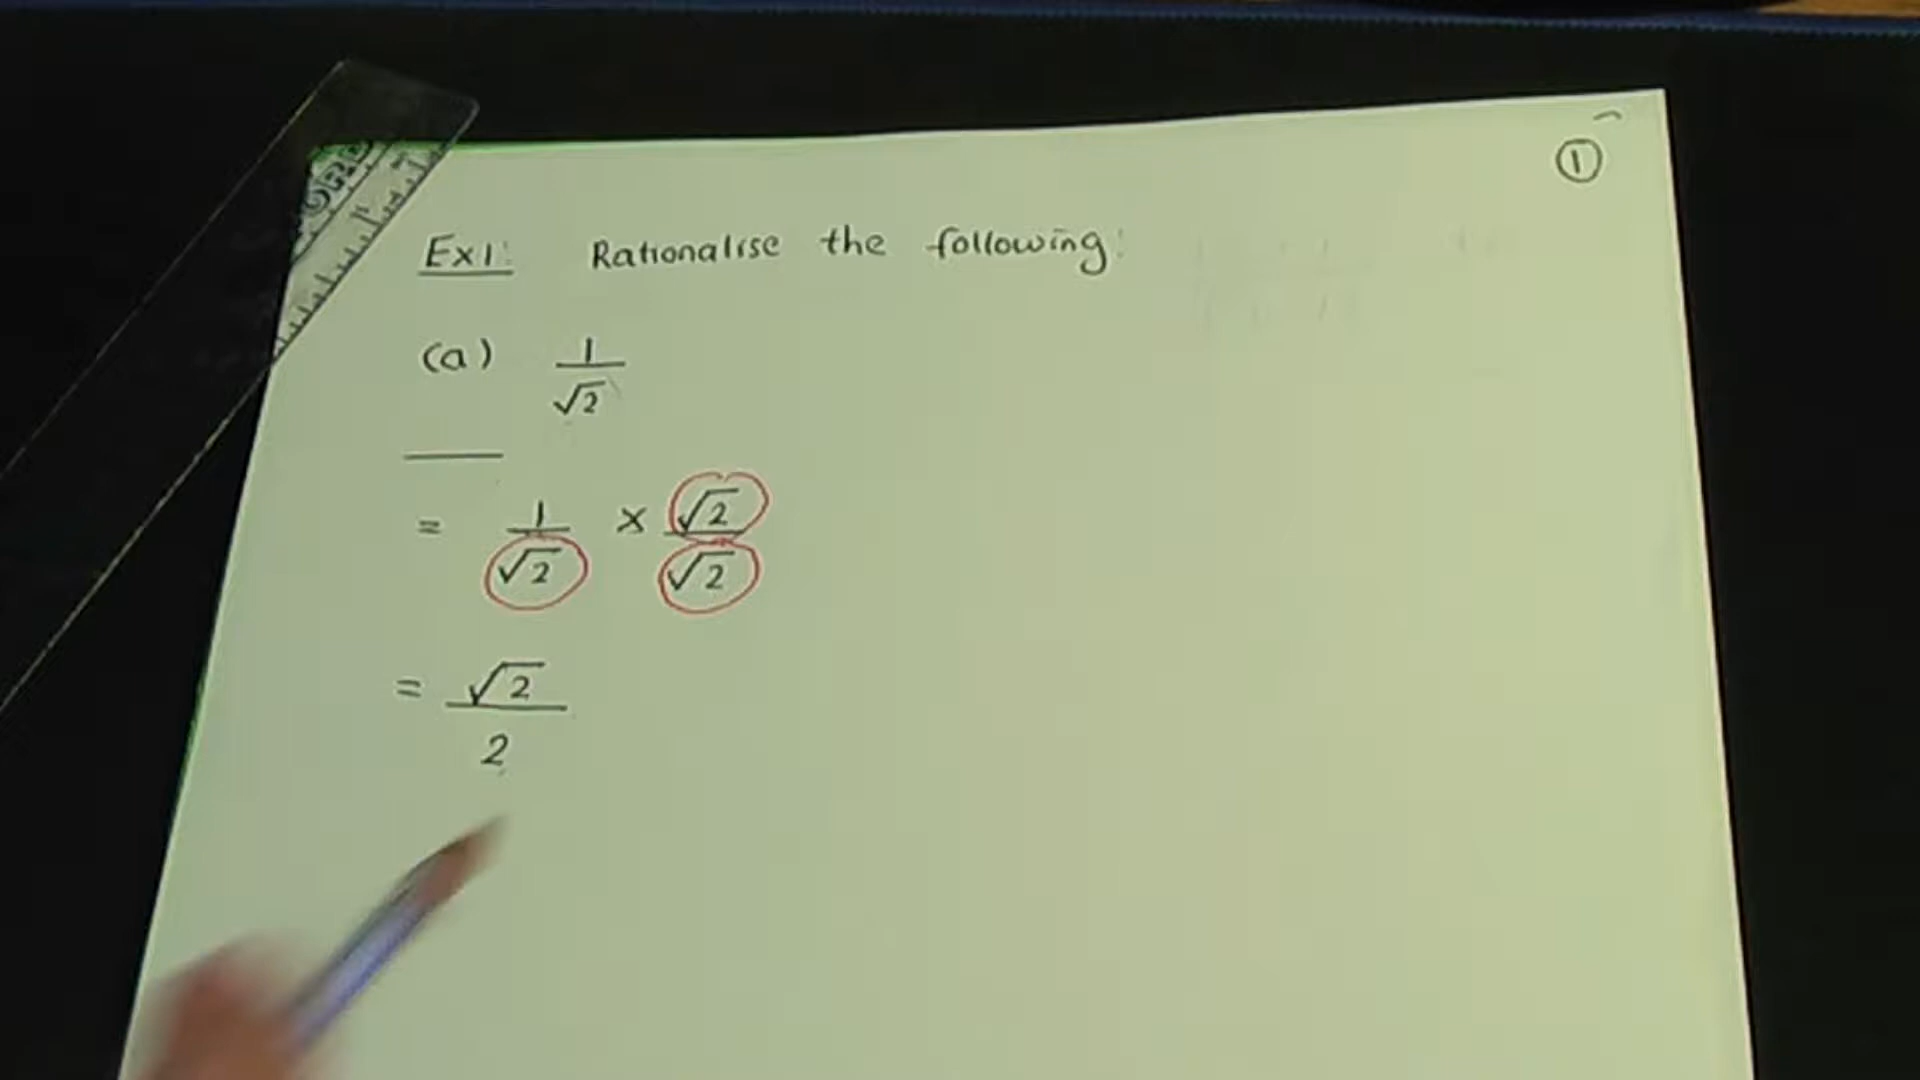 ①
Ex1: Rationalise the following:
(a) 1/√2
= 1/√2 × √2/√2
= √2/2